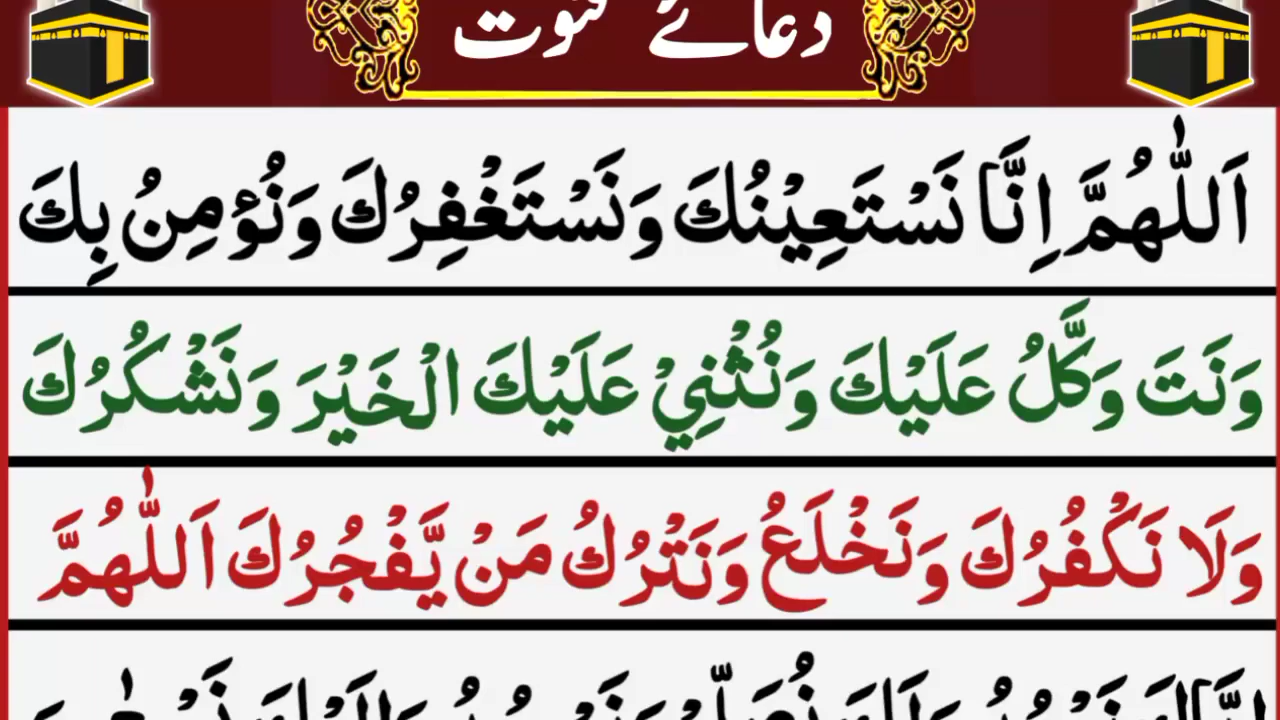 دعائے قنوت
اَللّٰهُمَّ اِنَّا نَسْتَعِيْنُكَ وَنَسْتَغْفِرُكَ وَنُؤْمِنُ بِكَ
وَنَتَ وَكَّلُ عَلَيْكَ وَنُثْنِيْ عَلَيْكَ الْخَيْرَ وَنَشْكُرُكَ
وَلَا نَكْفُرُكَ وَنَخْلَعُ وَنَتْرُكُ مَنْ يَّفْجُرُكَ اَللّٰهُمَّ